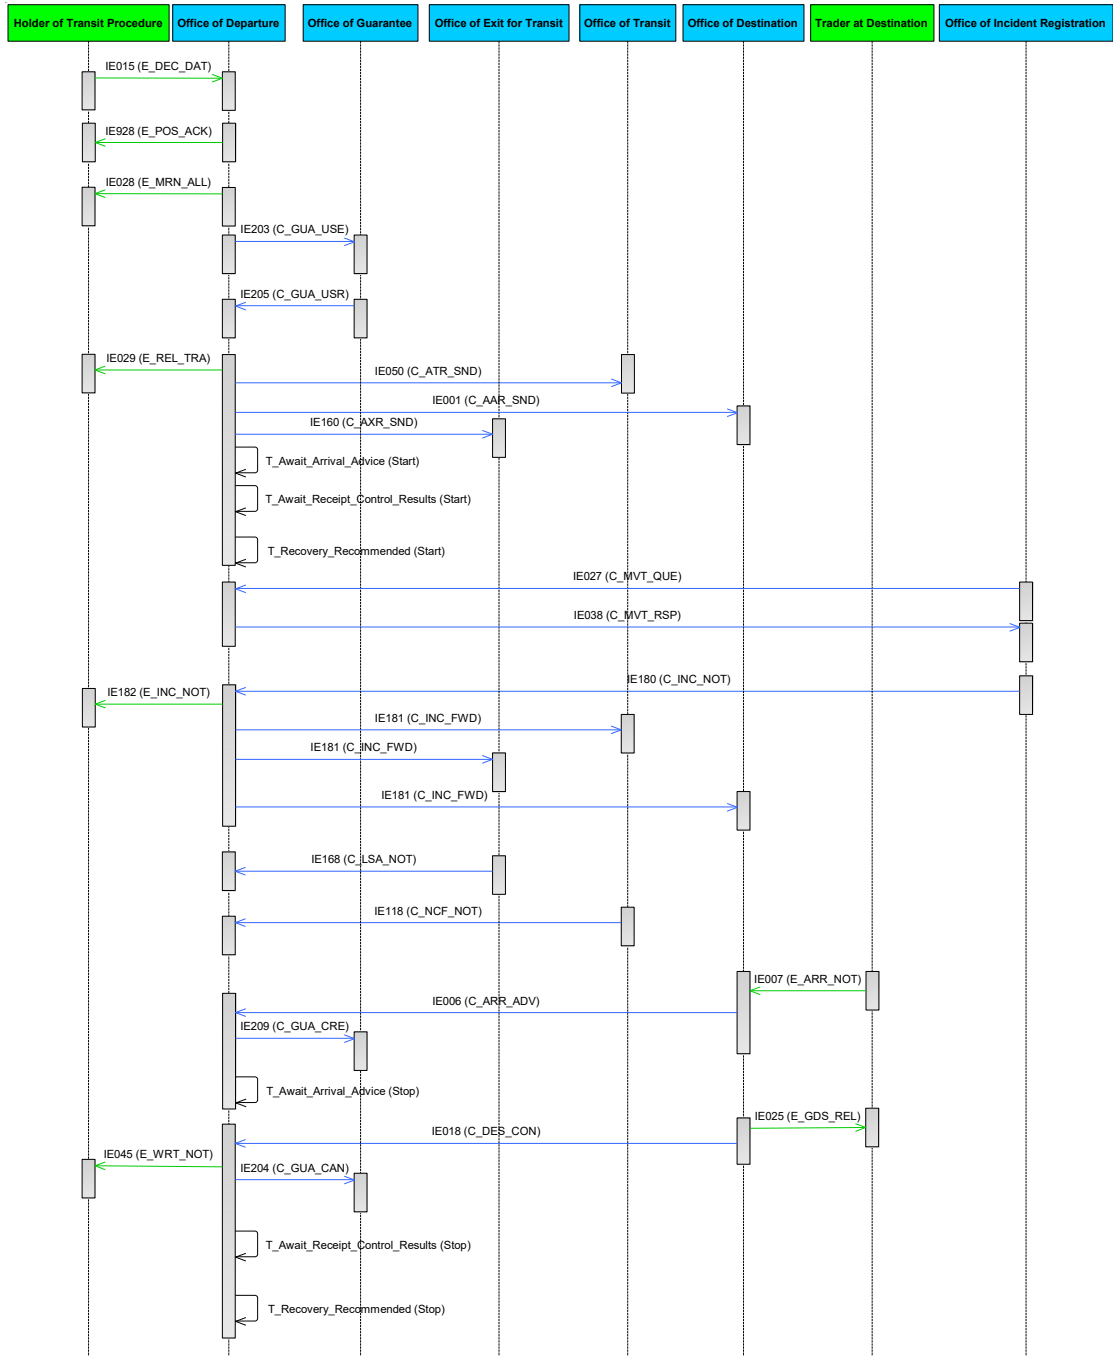 Holder of Transit Procedure
Office of Departure
Office of Guarantee
Office of Exit for Transit
Office of Transit
Office of Destination
Trader at Destination
Office of Incident Registration
IE015 (E_DEC_DAT)
IE928 (E_POS_ACK)
IE028 (E_MRN_ALL)
IE203 (C_GUA_USE)
IE205 (C_GUA_USR)
IE029 (E_REL_TRA)
IE050 (C_ATR_SND)
IE001 (C_AAR_SND)
IE160 (C_AXR_SND)
T_Await_Arrival_Advice (Start)
T_Await_Receipt_Control_Results (Start)
T_Recovery_Recommended (Start)
IE027 (C_MVT_QUE)
IE038 (C_MVT_RSP)
IE180 (C_INC_NOT)
IE182 (E_INC_NOT)
IE181 (C_INC_FWD)
IE181 (C_INC_FWD)
IE181 (C_INC_FWD)
IE168 (C_LSA_NOT)
IE118 (C_NCF_NOT)
IE007 (E_ARR_NOT)
IE006 (C_ARR_ADV)
IE209 (C_GUA_CRE)
T_Await_Arrival_Advice (Stop)
IE025 (E_GDS_REL)
IE018 (C_DES_CON)
IE045 (E_WRT_NOT)
IE204 (C_GUA_CAN)
T_Await_Receipt_Control_Results (Stop)
T_Recovery_Recommended (Stop)